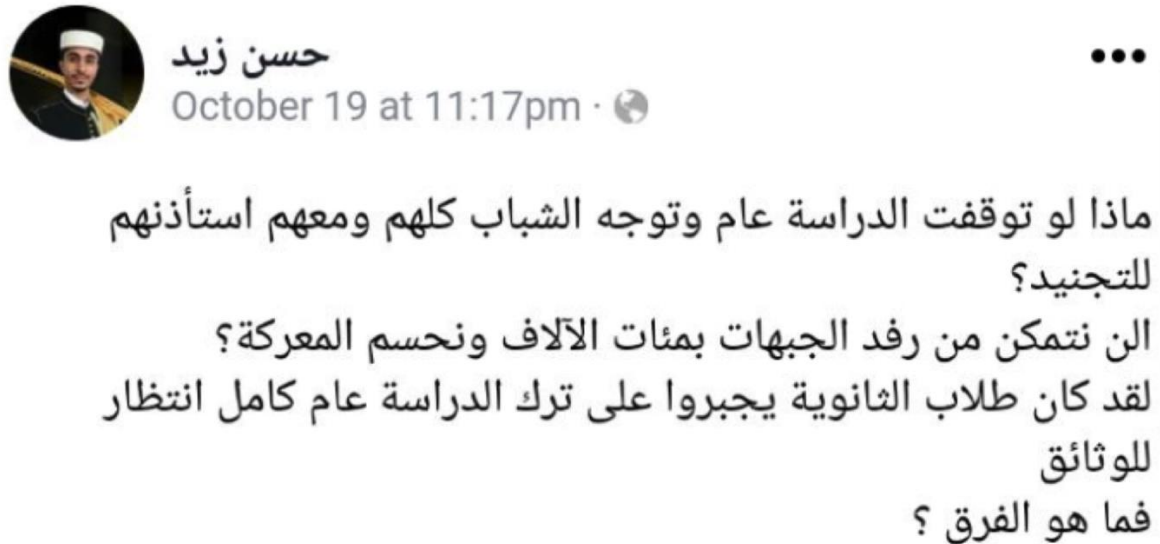 حسن زيد
October 19 at 11:17pm ·
ماذا لو توقفت الدراسة عام وتوجه الشباب كلهم ومعهم استأذنهم
للتجنيد؟
الن نتمكن من رفد الجبهات بمئات الآلاف ونحسم المعركة؟
لقد كان طلاب الثانوية يجبروا على ترك الدراسة عام كامل انتظار
للوثائق
فما هو الفرق ؟